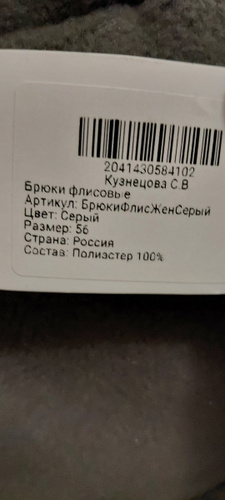 2041430584102
Кузнецова С.В
Брюки флисовые
Артикул: БрюкиФлисЖенСерый
Цвет: Серый
Размер: 56
Страна: Россия
Состав: Полиэстер 100%